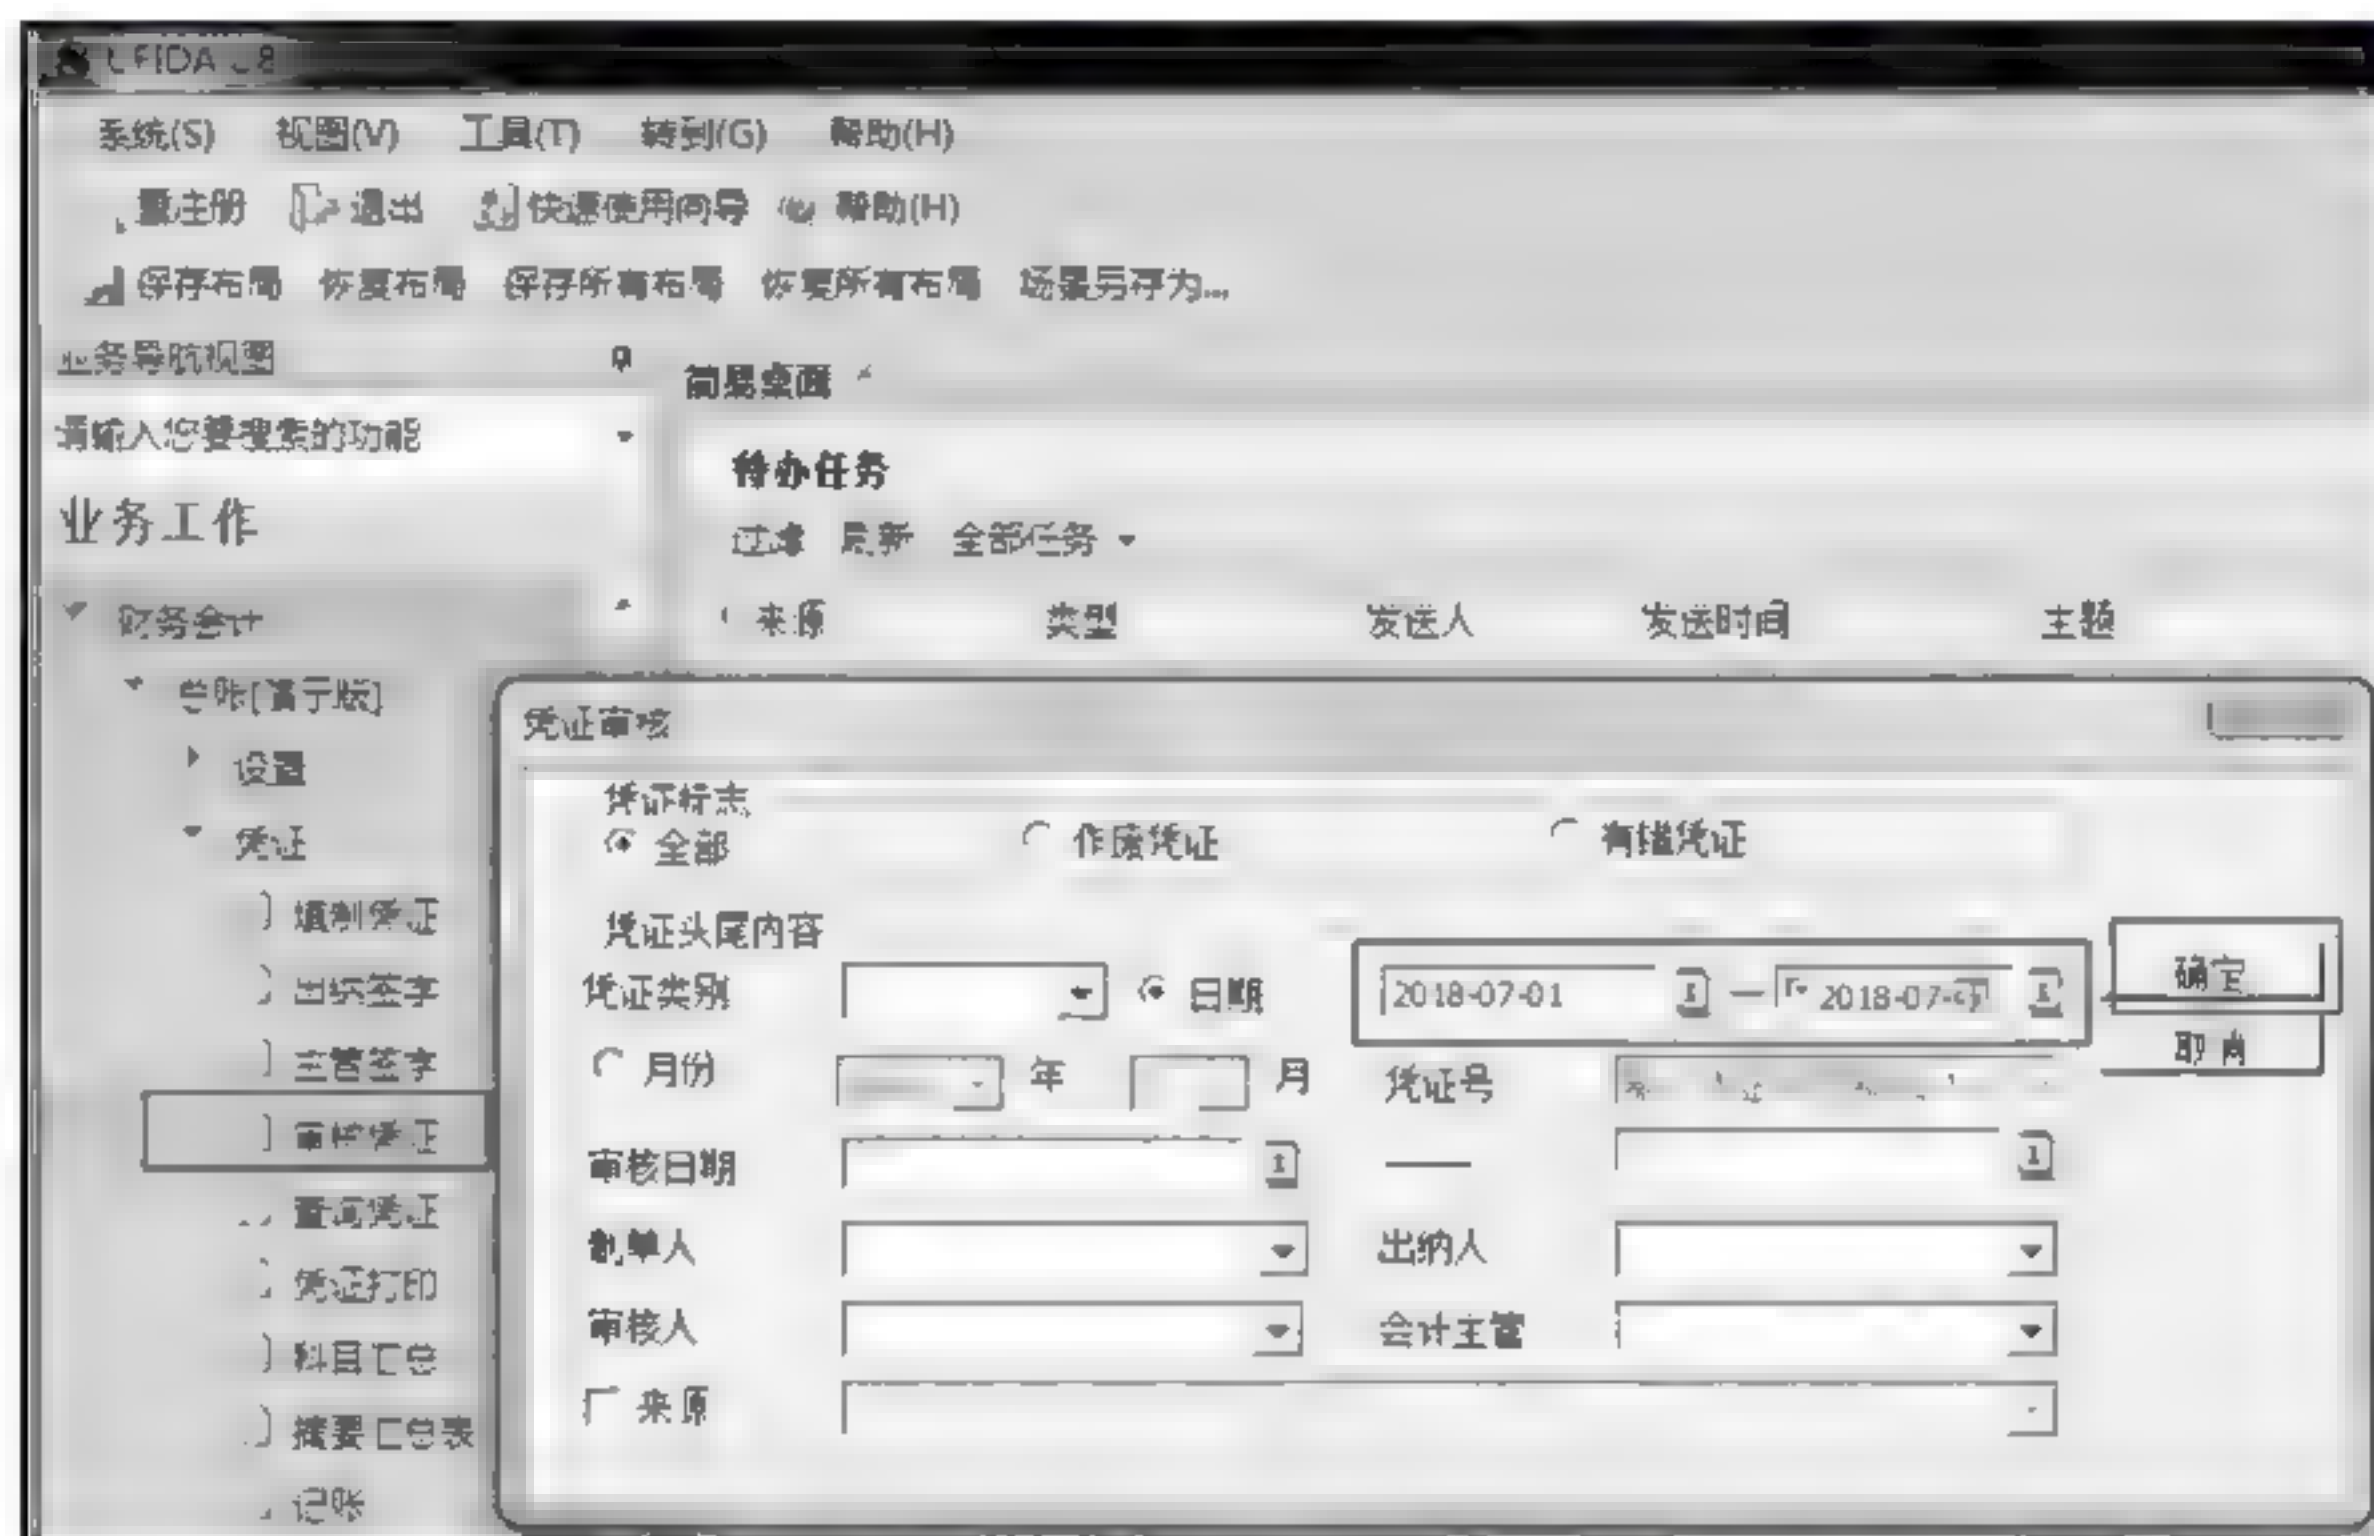 UFIDA U8
系统(S) 视图(V) 工具(T) 转到(G) 帮助(H)
重注册 退出 快速使用向导 帮助(H)
保存布局 恢复布局 保存所有布局 恢复所有布局 场景另存为...
业务导航视图
简易桌面
请输入您要搜索的功能
待办任务
业务工作
过滤 刷新 全部任务
财务会计
来源 类型 发送人 发送时间 主题
总账[演示版]
凭证审核
设置
凭证标志
全部 作废凭证 有错凭证
凭证
填制凭证
凭证头尾内容
出纳签字
凭证类别 日期 2018-07-01 — 2018-07- 确定
主管签字
月份 年 月 凭证号 取消
审核凭证
审核日期 —
查询凭证
制单人 出纳人
凭证打印
审核人 会计主管
科目汇总
来源
摘要汇总表
记账